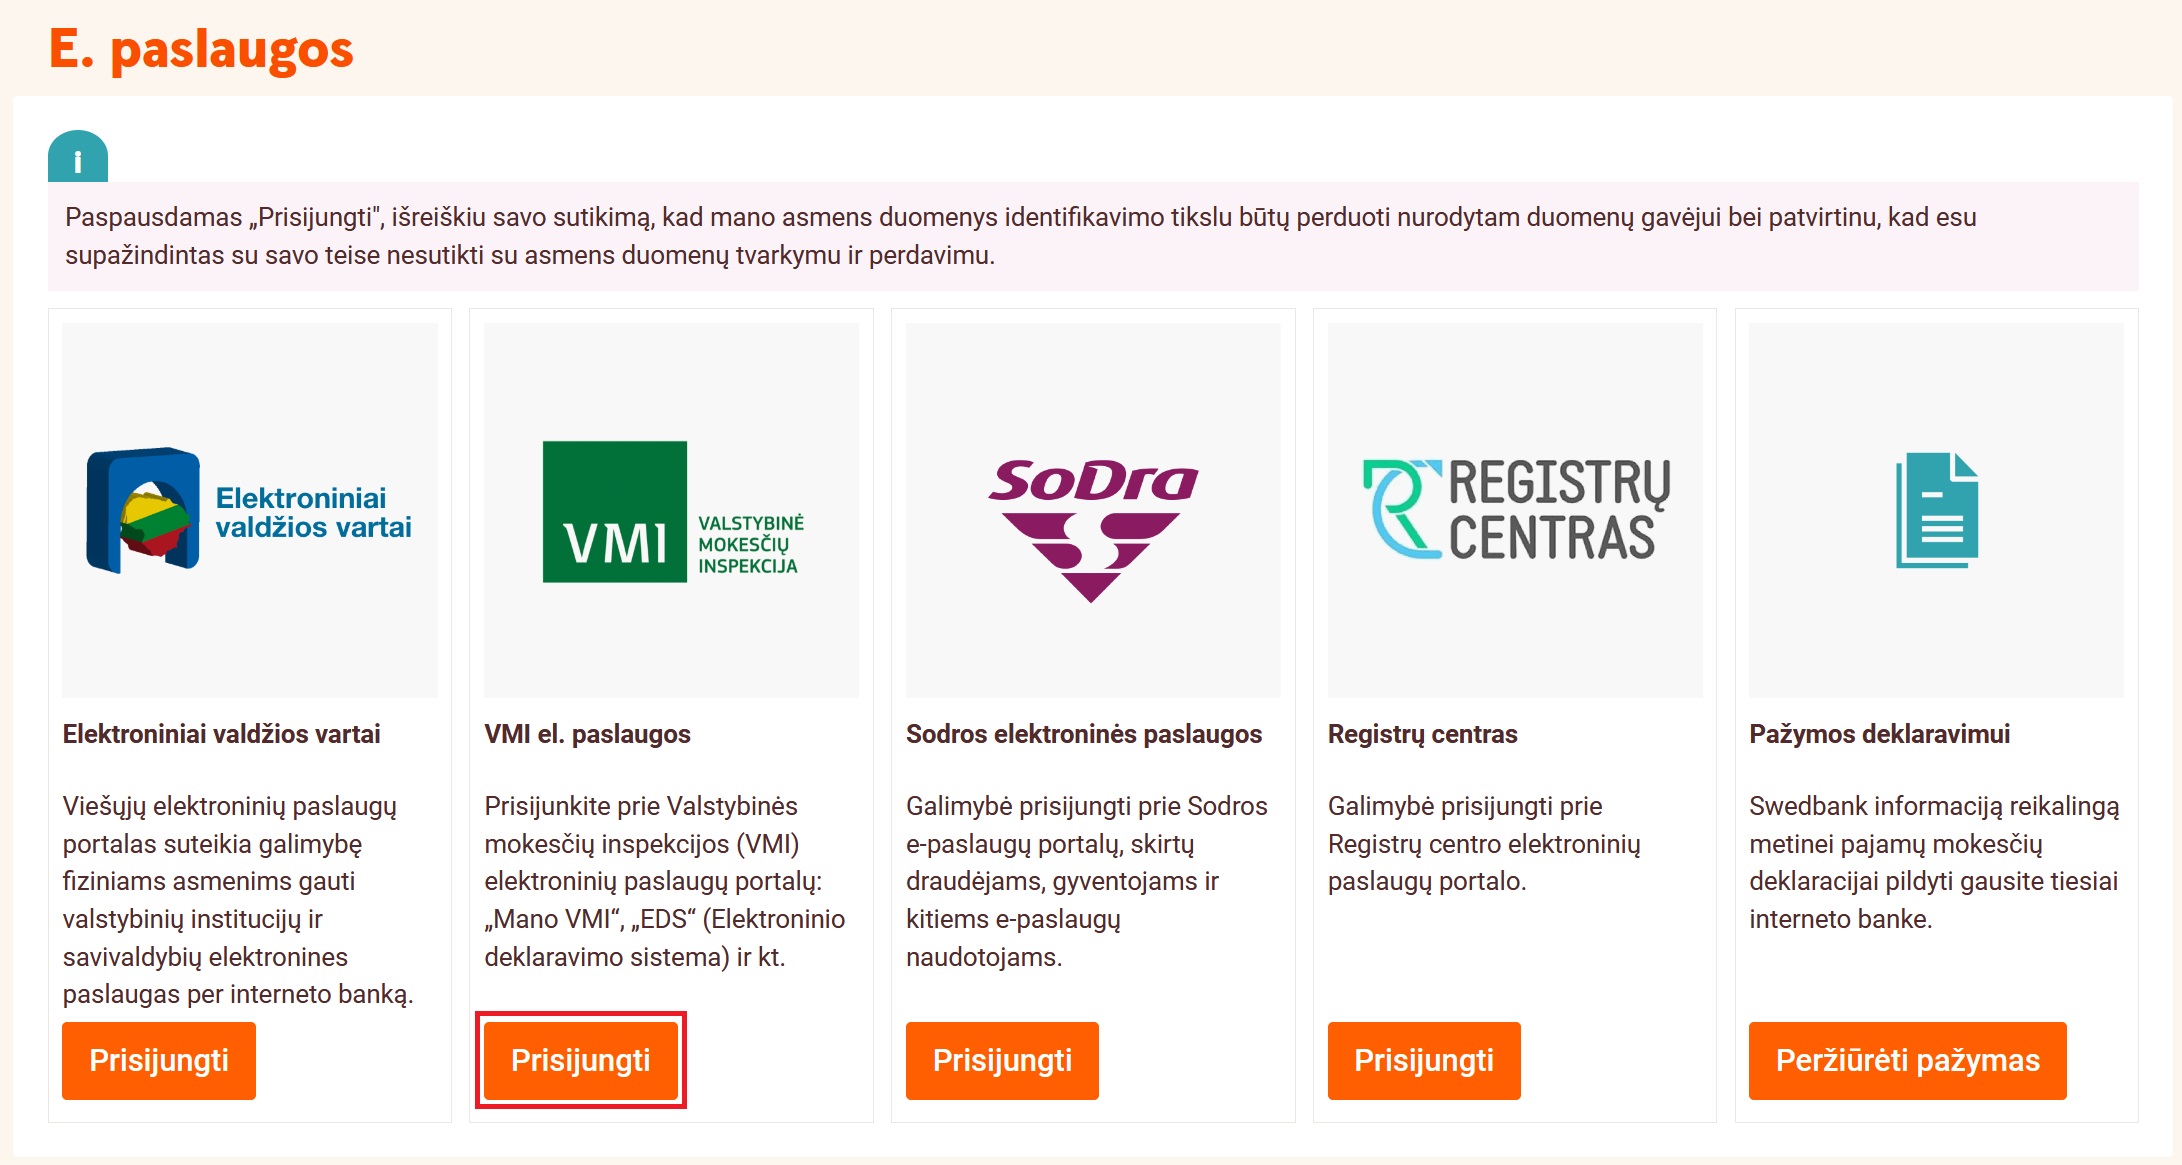 E. paslaugos
i
Paspausdamas „Prisijungti", išreiškiu savo sutikimą, kad mano asmens duomenys identifikavimo tikslu būtų perduoti nurodytam duomenų gavėjui bei patvirtinu, kad esu
supažindintas su savo teise nesutikti su asmens duomenų tvarkymu ir perdavimu.
Elektroniniai
valdžios vartai
Elektroniniai valdžios vartai
Viešųjų elektroninių paslaugų
portalas suteikia galimybę
fiziniams asmenims gauti
valstybinių institucijų ir
savivaldybių elektronines
paslaugas per interneto banką.
Prisijungti
VMI
VALSTYBINĖ
MOKESČIŲ
INSPEKCIJA
VMI el. paslaugos
Prisijunkite prie Valstybinės
mokesčių inspekcijos (VMI)
elektroninių paslaugų portalų:
„Mano VMI“, „EDS“ (Elektroninio
deklaravimo sistema) ir kt.
Prisijungti
SoDra
Sodros elektroninės paslaugos
Galimybė prisijungti prie Sodros
e-paslaugų portalų, skirtų
draudėjams, gyventojams ir
kitiems e-paslaugų
naudotojams.
Prisijungti
REGISTRŲ
CENTRAS
Registrų centras
Galimybė prisijungti prie
Registrų centro elektroninių
paslaugų portalo.
Prisijungti
Pažymos deklaravimui
Swedbank informaciją reikalingą
metinei pajamų mokesčių
deklaracijai pildyti gausite tiesiai
interneto banke.
Peržiūrėti pažymas